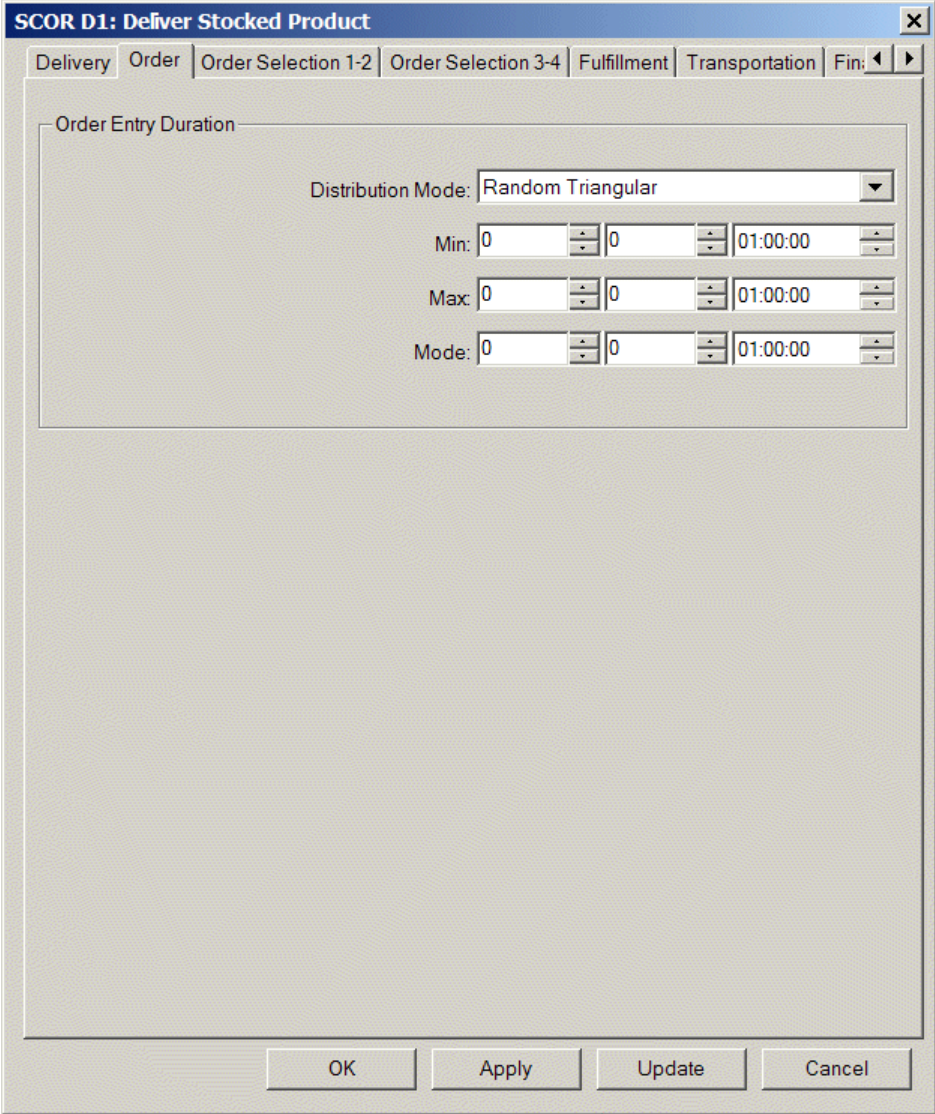 SCOR D1: Deliver Stocked Product
Delivery Order Order Selection 1-2 Order Selection 3-4 Fulfillment Transportation
Order Entry Duration
Distribution Mode: Random Triangular
Min: 0 0 01:00:00
Max: 0 0 01:00:00
Mode: 0 0 01:00:00
OK Apply Update Cancel